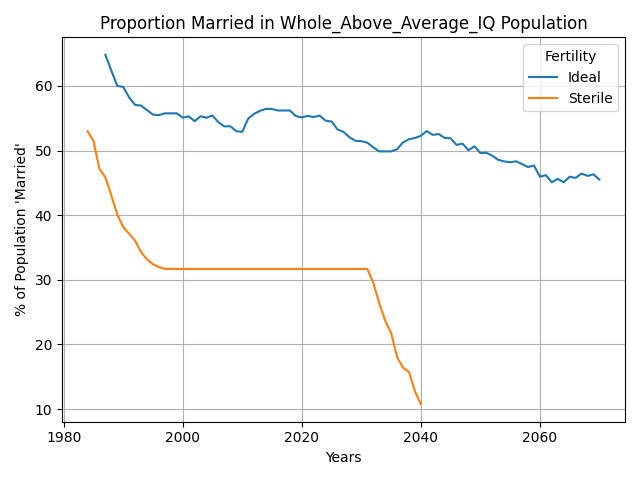 Proportion Married in Whole_Above_Average_IQ Population
% of Population 'Married'
60
50
40
30
20
10
Fertility
Ideal
Sterile
1980
2000
2020
2040
2060
Years